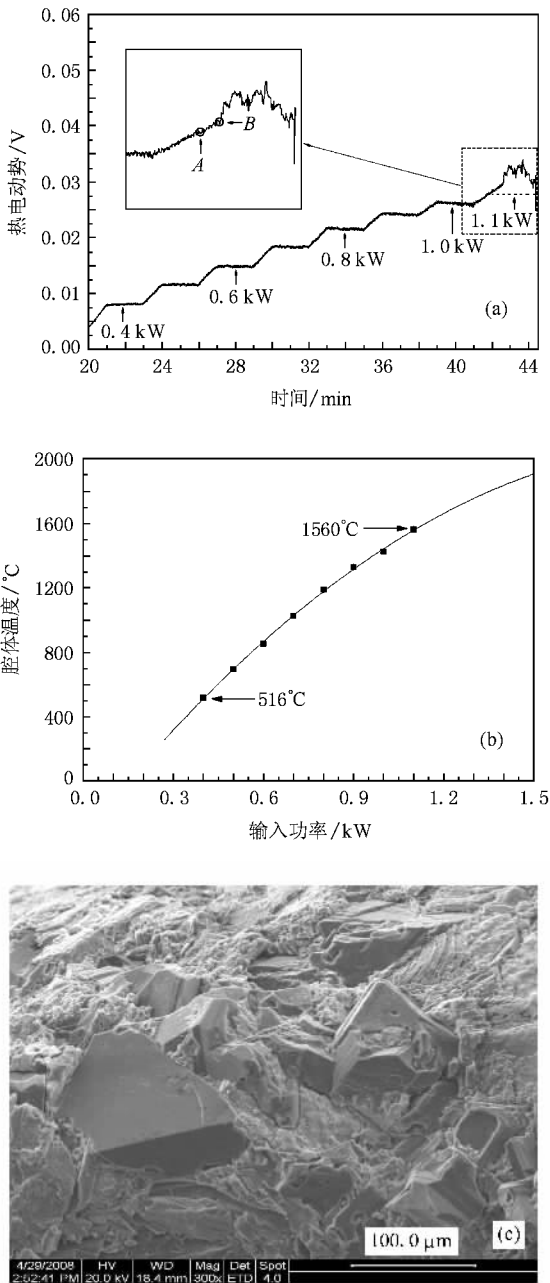 0.06
0.05
0.04
0.03
0.02
0.01
0.00
热电动势/V
A
B
0.4 kW
0.6 kW
0.8 kW
1.0 kW
1.1 kW
(a)
20 24 28 32 36 40 44
时间/min
2000
1600
1200
800
400
0
腔体温度/℃
1560℃
516℃
(b)
0.0 0.3 0.6 0.9 1.2 1.5
输入功率/kW
100.0 μm
(c)
4/29/2008 HV WD Mag Det Spot
2:52:41 PM 20.0 kV 18.4 mm 300x ETD 4.0